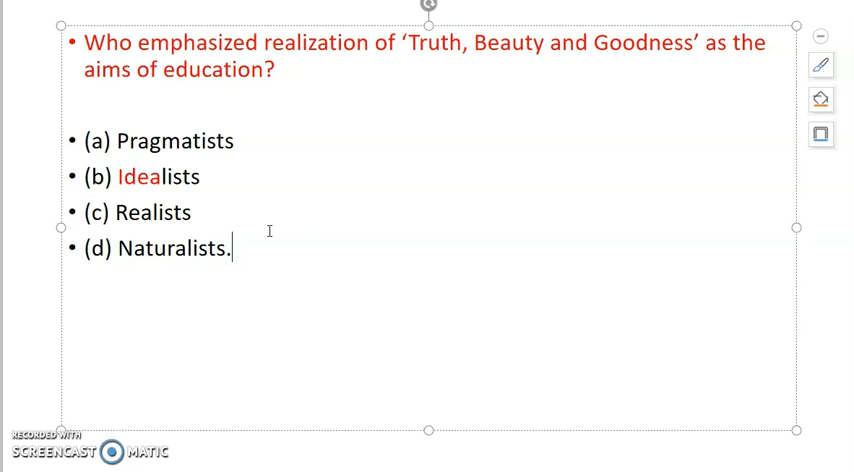 • Who emphasized realization of ‘Truth, Beauty and Goodness’ as the
aims of education?
• (a) Pragmatists
• (b) Idealists
• (c) Realists
• (d) Naturalists.
RECORDED WITH
SCREENCAST MATIC